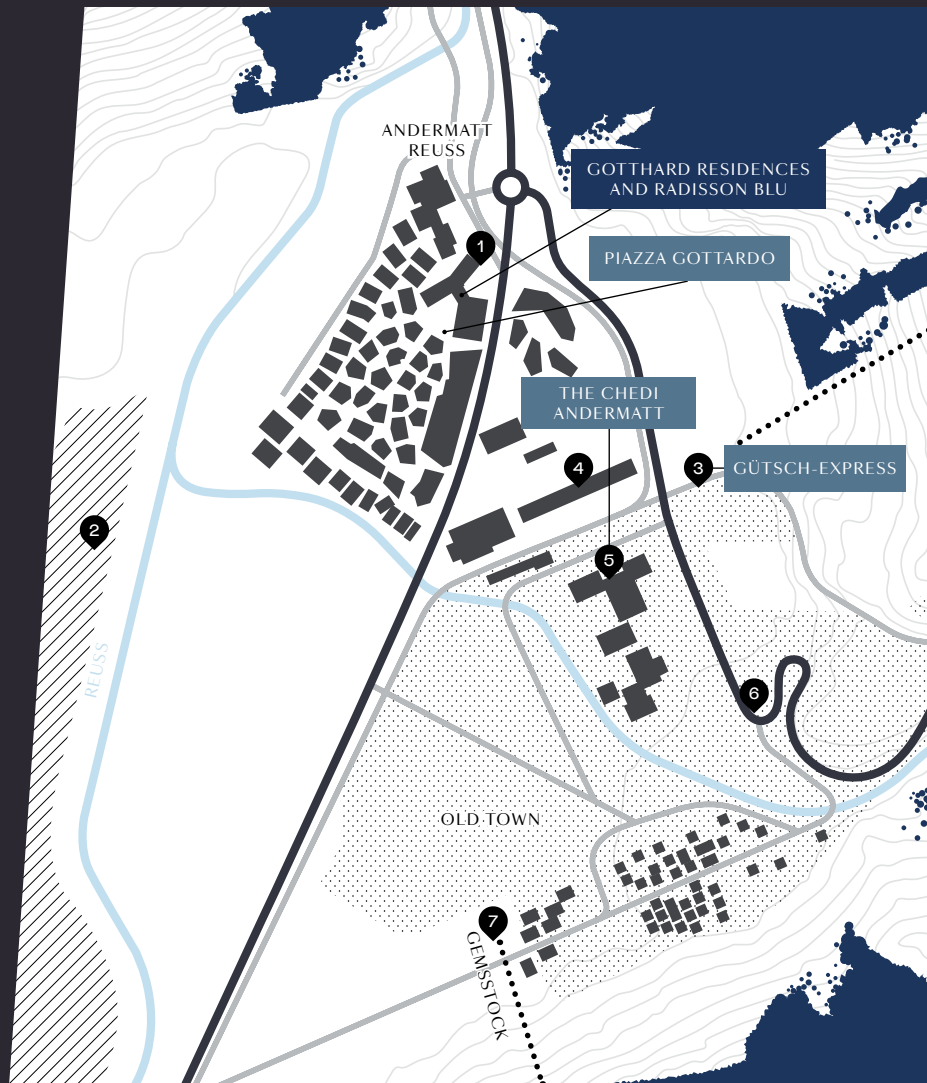 ANDERMATT
REUSS
GOTTHARD RESIDENCES
AND RADISSON BLU
1
PIAZZA GOTTARDO
THE CHEDI
ANDERMATT
4
3
GÜTSCH-EXPRESS
2
5
REUSS
6
OLD TOWN
7
GEMSSTOCK